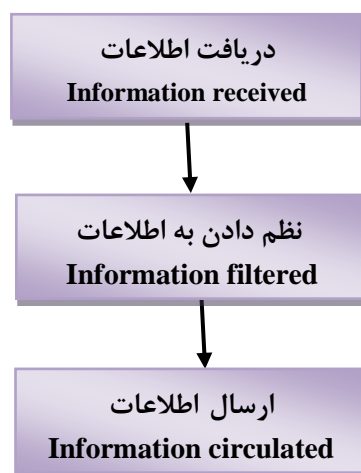 دریافت اطلاعات
Information received
نظم دادن به اطلاعات
Information filtered
ارسال اطلاعات
Information circulated